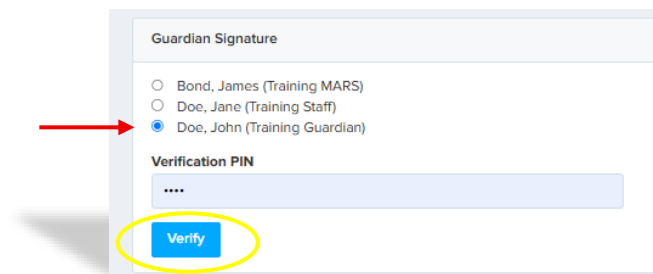 Guardian Signature
Bond, James (Training MARS)
Doe, Jane (Training Staff)
Doe, John (Training Guardian)
Verification PIN
••••
Verify